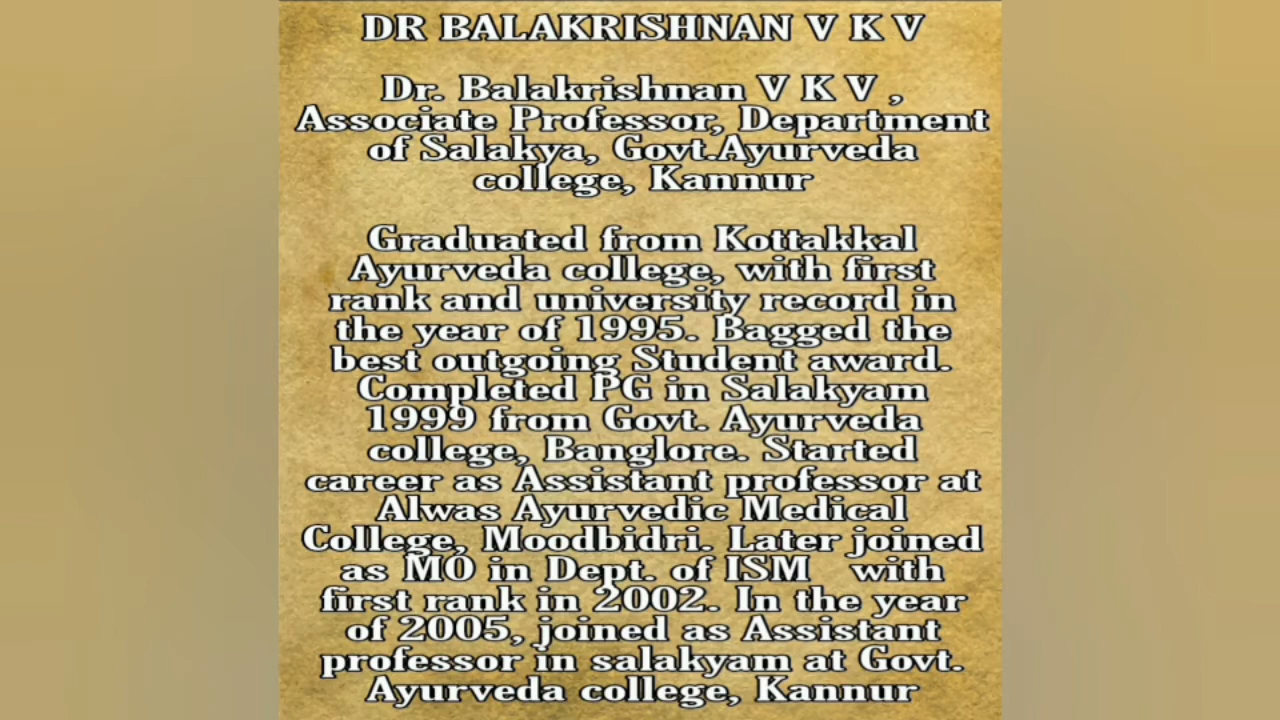 DR BALAKRISHNAN V K V
Dr. Balakrishnan V K V ,
Associate Professor, Department
of Salakya, Govt.Ayurveda
college, Kannur
Graduated from Kottakkal
Ayurveda college, with first
rank and university record in
the year of 1995. Bagged the
best outgoing Student award.
Completed PG in Salakyam
1999 from Govt. Ayurveda
college, Banglore. Started
career as Assistant professor at
Alwas Ayurvedic Medical
College, Moodbidri. Later joined
as MO in Dept. of ISM with
first rank in 2002. In the year
of 2005, joined as Assistant
professor in salakyam at Govt.
Ayurveda college, Kannur